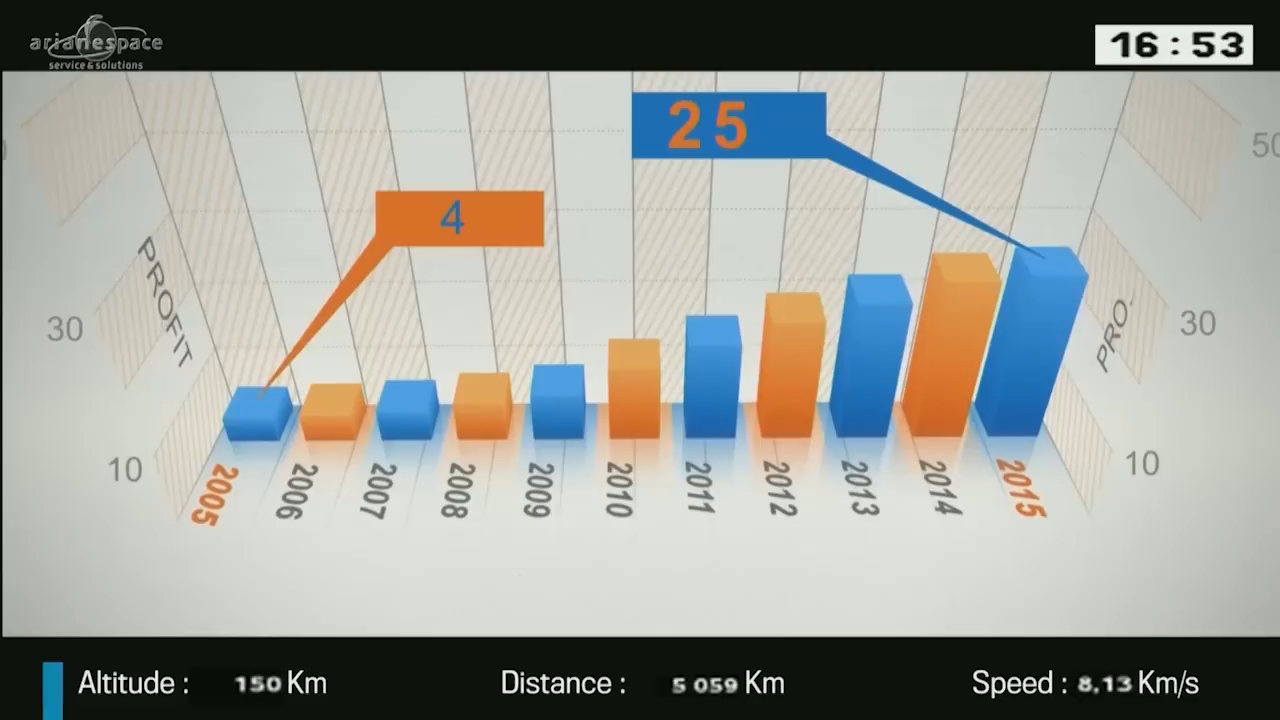 arianespace
service & solutions
16 : 53
25
50
4
PROFIT
PRO
30
30
10
10
2005
2006
2007
2008
2009
2010
2011
2012
2013
2014
2015
Altitude : 150 Km
Distance : 5 059 Km
Speed : 8,13 Km/s